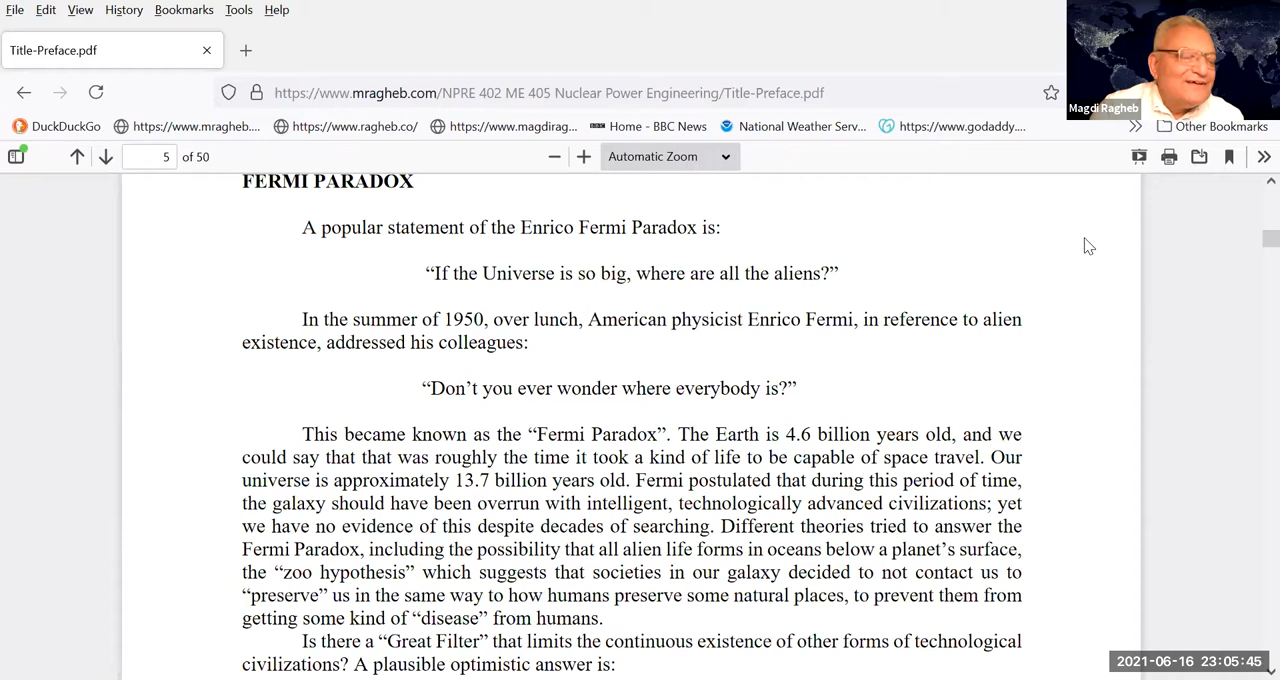 File Edit View History Bookmarks Tools Help
Title-Preface.pdf
https://www.mragheb.com/NPRE 402 ME 405 Nuclear Power Engineering/Title-Preface.pdf
Magdi Ragheb
DuckDuckGo https://www.mragheb.... https://www.ragheb.co/ https://www.magdirag... Home - BBC News National Weather Serv... https://www.godaddy.... Other Bookmarks
5 of 50 Automatic Zoom
FERMI PARADOX
A popular statement of the Enrico Fermi Paradox is:
“If the Universe is so big, where are all the aliens?”
In the summer of 1950, over lunch, American physicist Enrico Fermi, in reference to alien
existence, addressed his colleagues:
“Don’t you ever wonder where everybody is?”
This became known as the “Fermi Paradox”. The Earth is 4.6 billion years old, and we
could say that that was roughly the time it took a kind of life to be capable of space travel. Our
universe is approximately 13.7 billion years old. Fermi postulated that during this period of time,
the galaxy should have been overrun with intelligent, technologically advanced civilizations; yet
we have no evidence of this despite decades of searching. Different theories tried to answer the
Fermi Paradox, including the possibility that all alien life forms in oceans below a planet’s surface,
the “zoo hypothesis” which suggests that societies in our galaxy decided to not contact us to
“preserve” us in the same way to how humans preserve some natural places, to prevent them from
getting some kind of “disease” from humans.
Is there a “Great Filter” that limits the continuous existence of other forms of technological
civilizations? A plausible optimistic answer is:
2021-06-16 23:05:45